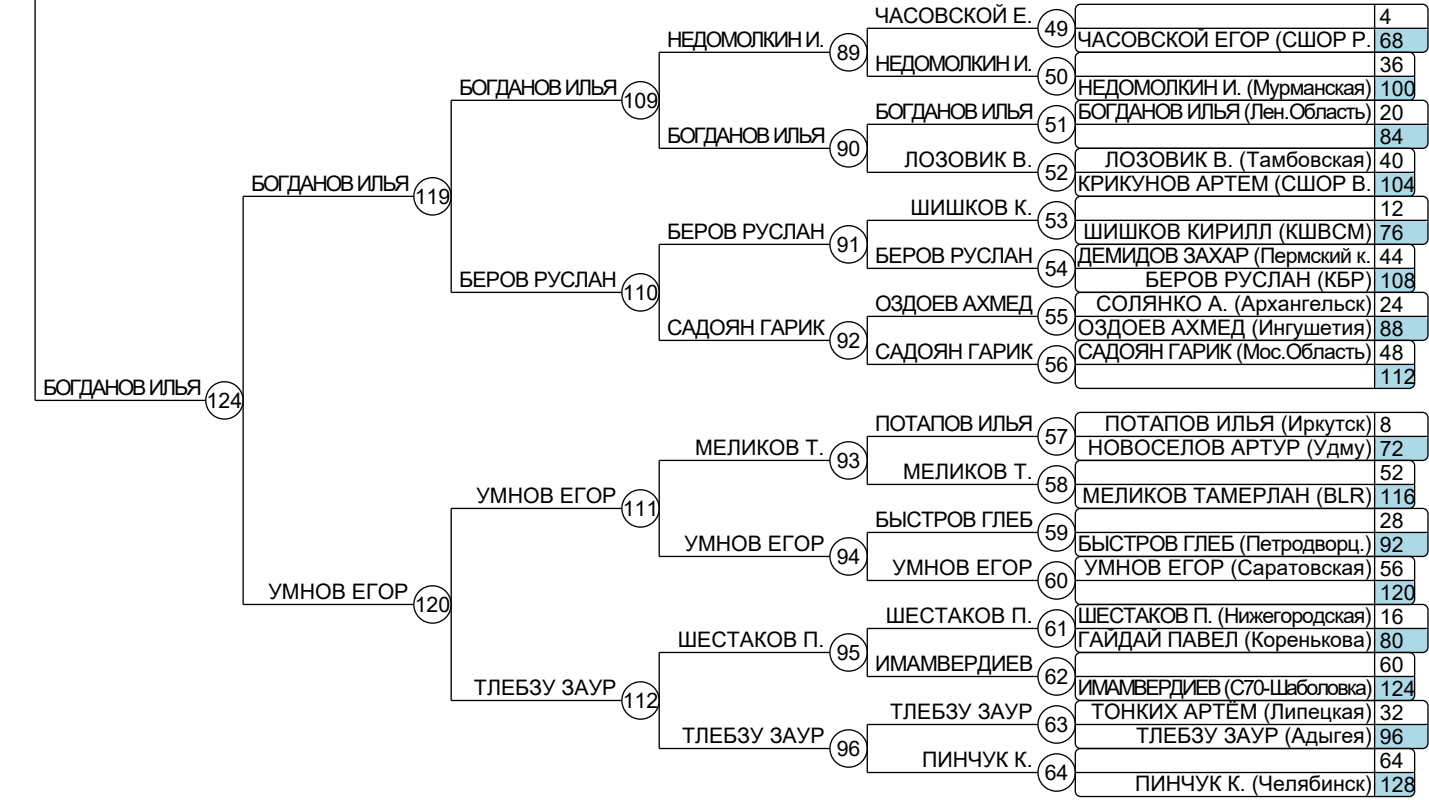 ЧАСОВСКОЙ Е. 49 4
НЕДОМОЛКИН И. 89 ЧАСОВСКОЙ ЕГОР (СШОР Р. 68
НЕДОМОЛКИН И. 50 36
БОГДАНОВ ИЛЬЯ 109 НЕДОМОЛКИН И. (Мурманская) 100
БОГДАНОВ ИЛЬЯ 51 БОГДАНОВ ИЛЬЯ (Лен.Область) 20
БОГДАНОВ ИЛЬЯ 90 84
ЛОЗОВИК В. 52 ЛОЗОВИК В. (Тамбовская) 40
БОГДАНОВ ИЛЬЯ 119 КРИКУНОВ АРТЕМ (СШОР В. 104
ШИШКОВ К. 53 12
БЕРОВ РУСЛАН 91 ШИШКОВ КИРИЛЛ (КШВСМ) 76
БЕРОВ РУСЛАН 54 ДЕМИДОВ ЗАХАР (Пермский к. 44
БЕРОВ РУСЛАН 110 БЕРОВ РУСЛАН (КБР) 108
ОЗДОЕВ АХМЕД 55 СОЛЯНКО А. (Архангельск) 24
САДОЯН ГАРИК 92 ОЗДОЕВ АХМЕД (Ингушетия) 88
САДОЯН ГАРИК 56 САДОЯН ГАРИК (Мос.Область) 48
112
БОГДАНОВ ИЛЬЯ 124
ПОТАПОВ ИЛЬЯ 57 ПОТАПОВ ИЛЬЯ (Иркутск) 8
МЕЛИКОВ Т. 93 НОВОСЕЛОВ АРТУР (Удму) 72
МЕЛИКОВ Т. 58 52
УМНОВ ЕГОР 111 МЕЛИКОВ ТАМЕРЛАН (BLR) 116
БЫСТРОВ ГЛЕБ 59 28
УМНОВ ЕГОР 94 БЫСТРОВ ГЛЕБ (Петродворц.) 92
УМНОВ ЕГОР 60 УМНОВ ЕГОР (Саратовская) 56
УМНОВ ЕГОР 120 120
ШЕСТАКОВ П. 61 ШЕСТАКОВ П. (Нижегородская) 16
ШЕСТАКОВ П. 95 ГАЙДАЙ ПАВЕЛ (Коренькова) 80
ИМАМВЕРДИЕВ 62 60
ТЛЕБЗУ ЗАУР 112 ИМАМВЕРДИЕВ (С70-Шаболовка) 124
ТЛЕБЗУ ЗАУР 63 ТОНКИХ АРТЁМ (Липецкая) 32
ТЛЕБЗУ ЗАУР 96 ТЛЕБЗУ ЗАУР (Адыгея) 96
ПИНЧУК К. 64 64
ПИНЧУК К. (Челябинск) 128